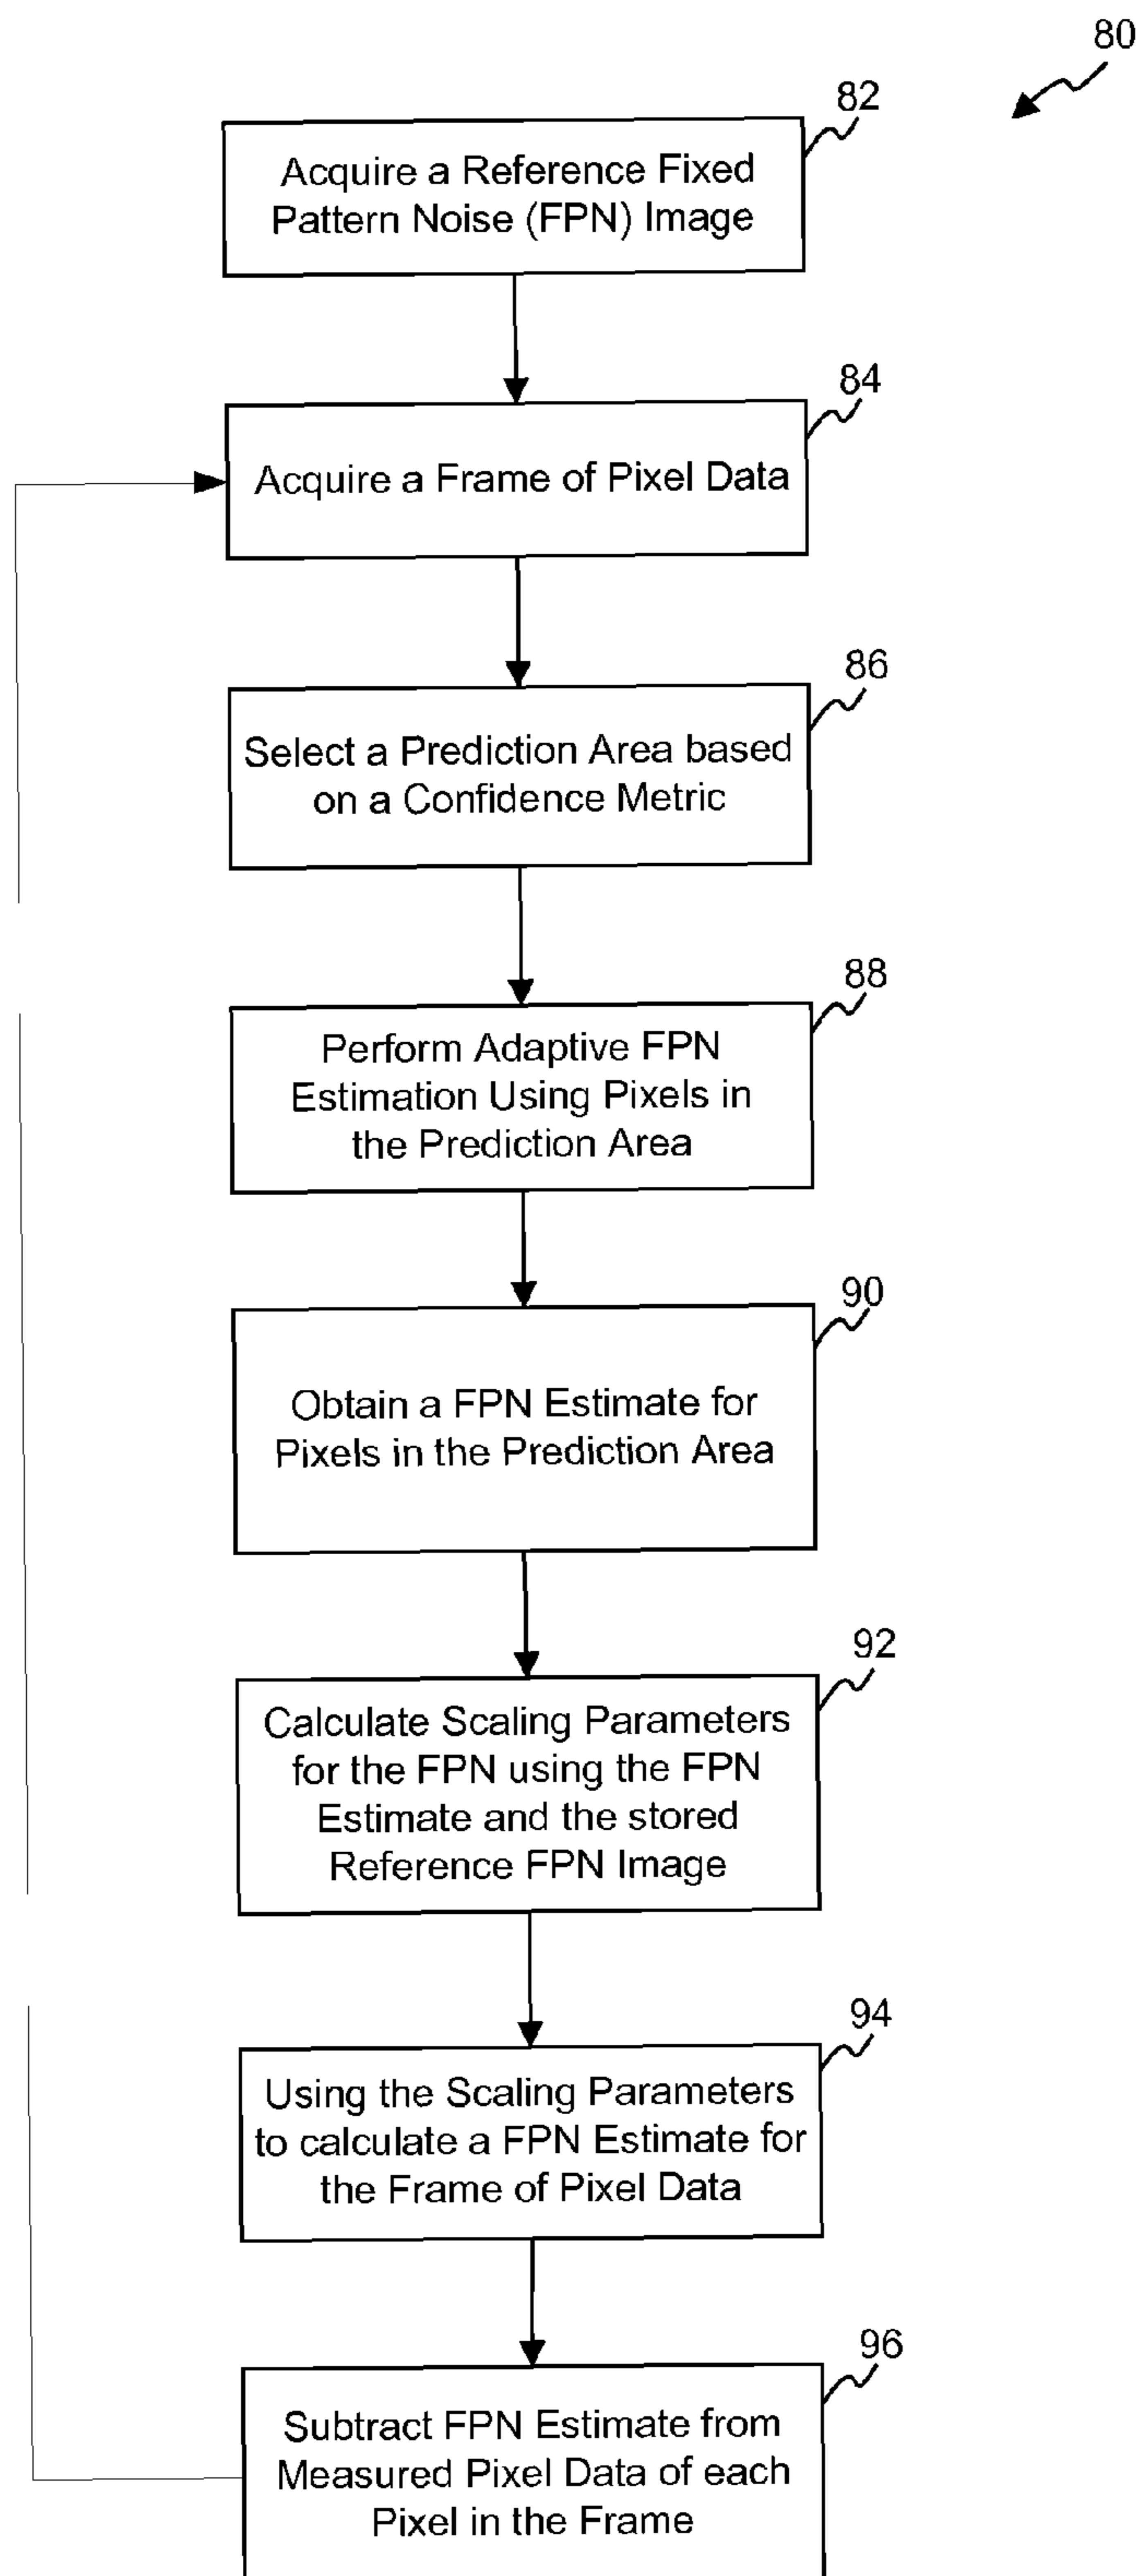 80
82
Acquire a Reference Fixed
Pattern Noise (FPN) Image
84
Acquire a Frame of Pixel Data
86
Select a Prediction Area based
on a Confidence Metric
88
Perform Adaptive FPN
Estimation Using Pixels in
the Prediction Area
90
Obtain a FPN Estimate for
Pixels in the Prediction Area
92
Calculate Scaling Parameters
for the FPN using the FPN
Estimate and the stored
Reference FPN Image
94
Using the Scaling Parameters
to calculate a FPN Estimate for
the Frame of Pixel Data
96
Subtract FPN Estimate from
Measured Pixel Data of each
Pixel in the Frame